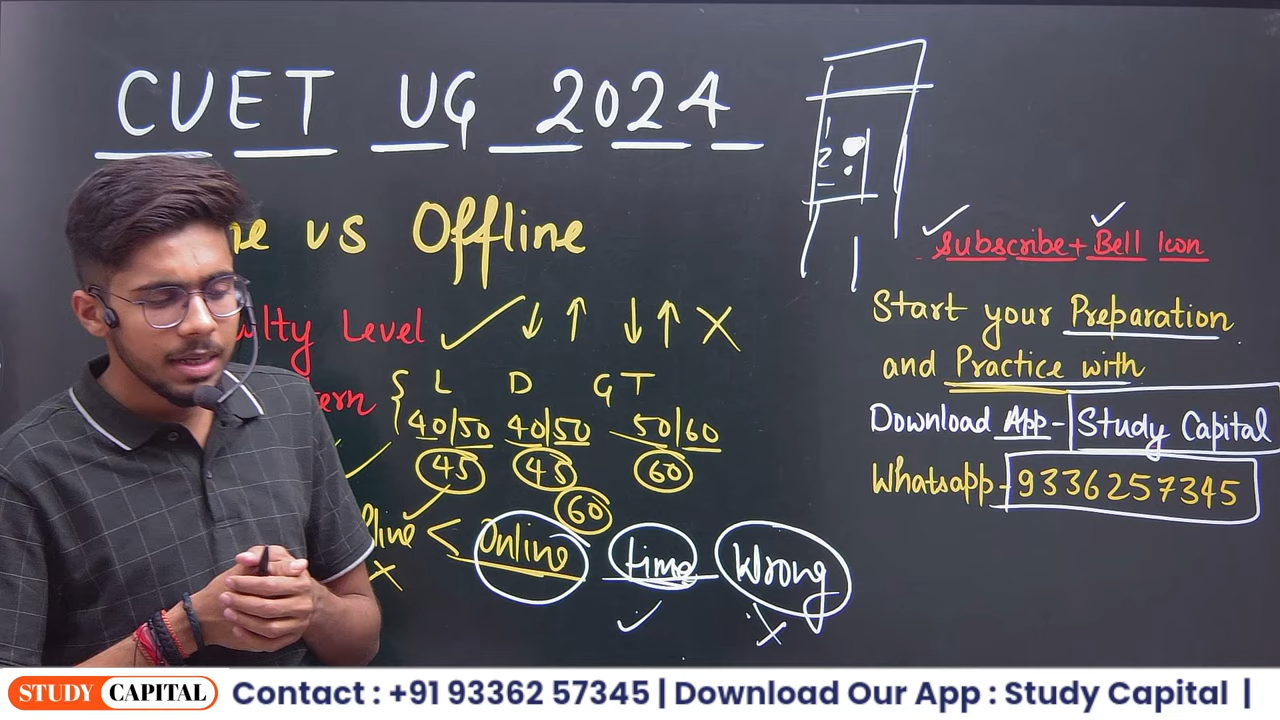 CUET UG 2024
vs Offline
Level ✓ ↓ ↑ ↓ ↑ X
L D GT
40/50 40/50 50/60
45 45 60
60
< Online time Wrong
✓ X
1
2
Subscribe + Bell Icon
Start your Preparation
and Practice with
Download App - Study Capital
Whatsapp - 9336257345
STUDY CAPITAL Contact : +91 93362 57345 | Download Our App : Study Capital |